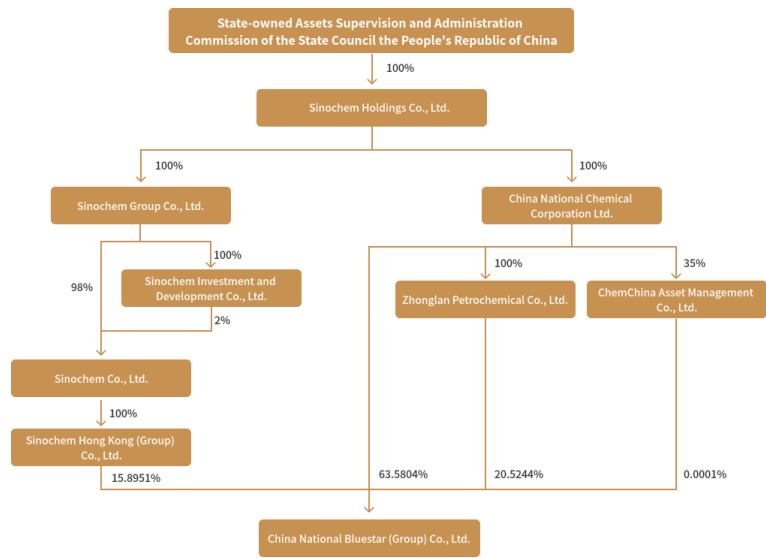 State-owned Assets Supervision and Administration
Commission of the State Council the People's Republic of China
100%
Sinochem Holdings Co., Ltd.
100%
100%
Sinochem Group Co., Ltd.
China National Chemical
Corporation Ltd.
100%
100%
35%
98%
Sinochem Investment and
Development Co., Ltd.
Zhonglan Petrochemical Co., Ltd.
ChemChina Asset Management
Co., Ltd.
2%
Sinochem Co., Ltd.
100%
Sinochem Hong Kong (Group)
Co., Ltd.
15.8951%
63.5804%
20.5244%
0.0001%
China National Bluestar (Group) Co., Ltd.